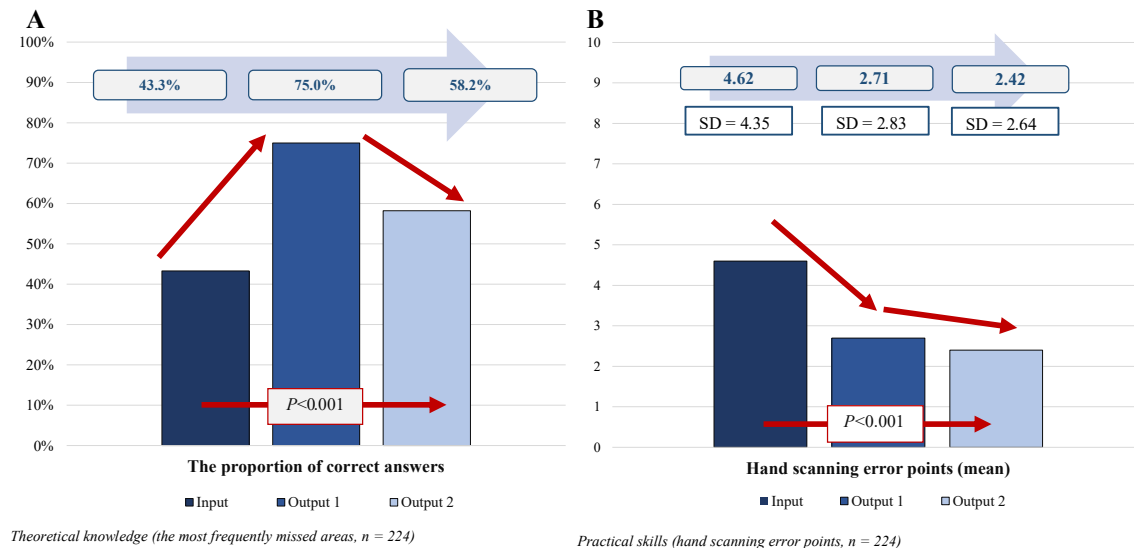 A
100%
90%
80%
70%
60%
50%
40%
30%
20%
10%
0%
43.3% 75.0% 58.2%
P<0.001
The proportion of correct answers
Input Output 1 Output 2
Theoretical knowledge (the most frequently missed areas, n = 224)
B
10
9
8
7
6
5
4
3
2
1
0
4.62 2.71 2.42
SD = 4.35 SD = 2.83 SD = 2.64
P<0.001
Hand scanning error points (mean)
Input Output 1 Output 2
Practical skills (hand scanning error points, n = 224)